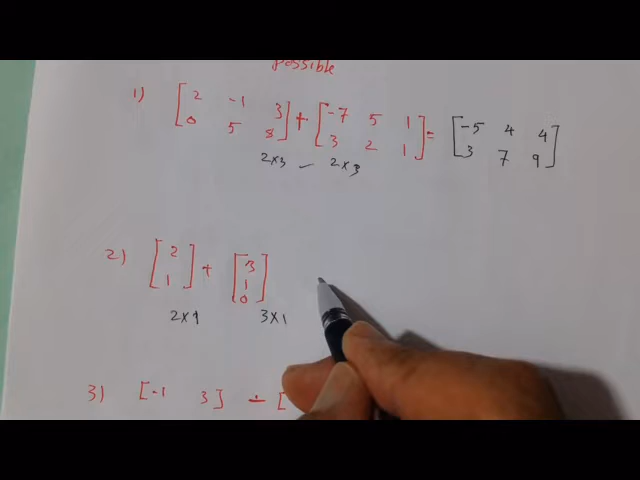 possible
1) [2 -1 3 + [-7 5 1 = [-5 4 4
0 5 8] 3 2 1] 3 7 9]
2x3 – 2x3
2) [2 1] + [3 1 0]
2x1 3x1
3) [-1 3] - [